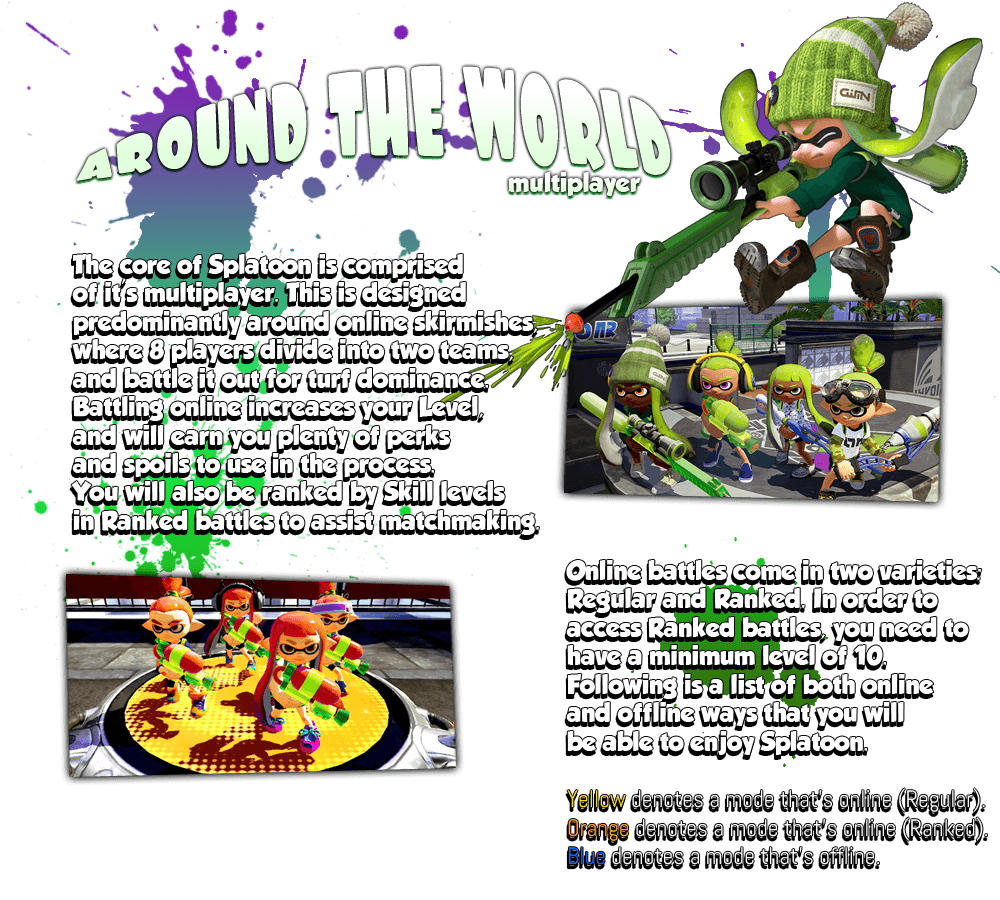 AROUND THE WORLD
multiplayer
The core of Splatoon is comprised
of it's multiplayer. This is designed
predominantly around online skirmishes,
where 8 players divide into two teams,
and battle it out for turf dominance.
Battling online increases your Level,
and will earn you plenty of perks
and spoils to use in the process.
You will also be ranked by Skill levels
in Ranked battles to assist matchmaking.
Online battles come in two varieties:
Regular and Ranked. In order to
access Ranked battles, you need to
have a minimum level of 10.
Following is a list of both online
and offline ways that you will
be able to enjoy Splatoon.
Yellow denotes a mode that's online (Regular).
Orange denotes a mode that's online (Ranked).
Blue denotes a mode that's offline.